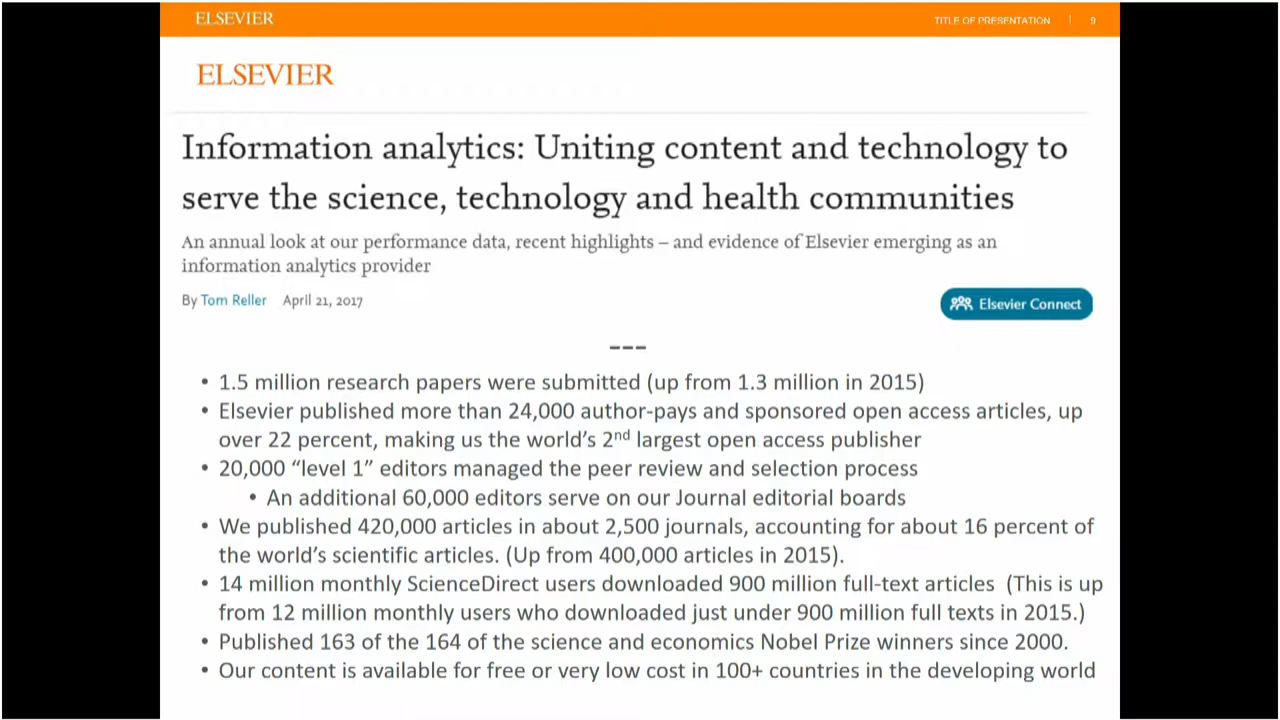 ELSEVIER
TITLE OF PRESENTATION | 9
ELSEVIER
Information analytics: Uniting content and technology to
serve the science, technology and health communities
An annual look at our performance data, recent highlights – and evidence of Elsevier emerging as an
information analytics provider
By Tom Reller April 21, 2017
Elsevier Connect
---
• 1.5 million research papers were submitted (up from 1.3 million in 2015)
• Elsevier published more than 24,000 author-pays and sponsored open access articles, up
over 22 percent, making us the world's 2nd largest open access publisher
• 20,000 “level 1” editors managed the peer review and selection process
• An additional 60,000 editors serve on our Journal editorial boards
• We published 420,000 articles in about 2,500 journals, accounting for about 16 percent of
the world's scientific articles. (Up from 400,000 articles in 2015).
• 14 million monthly ScienceDirect users downloaded 900 million full-text articles (This is up
from 12 million monthly users who downloaded just under 900 million full texts in 2015.)
• Published 163 of the 164 of the science and economics Nobel Prize winners since 2000.
• Our content is available for free or very low cost in 100+ countries in the developing world